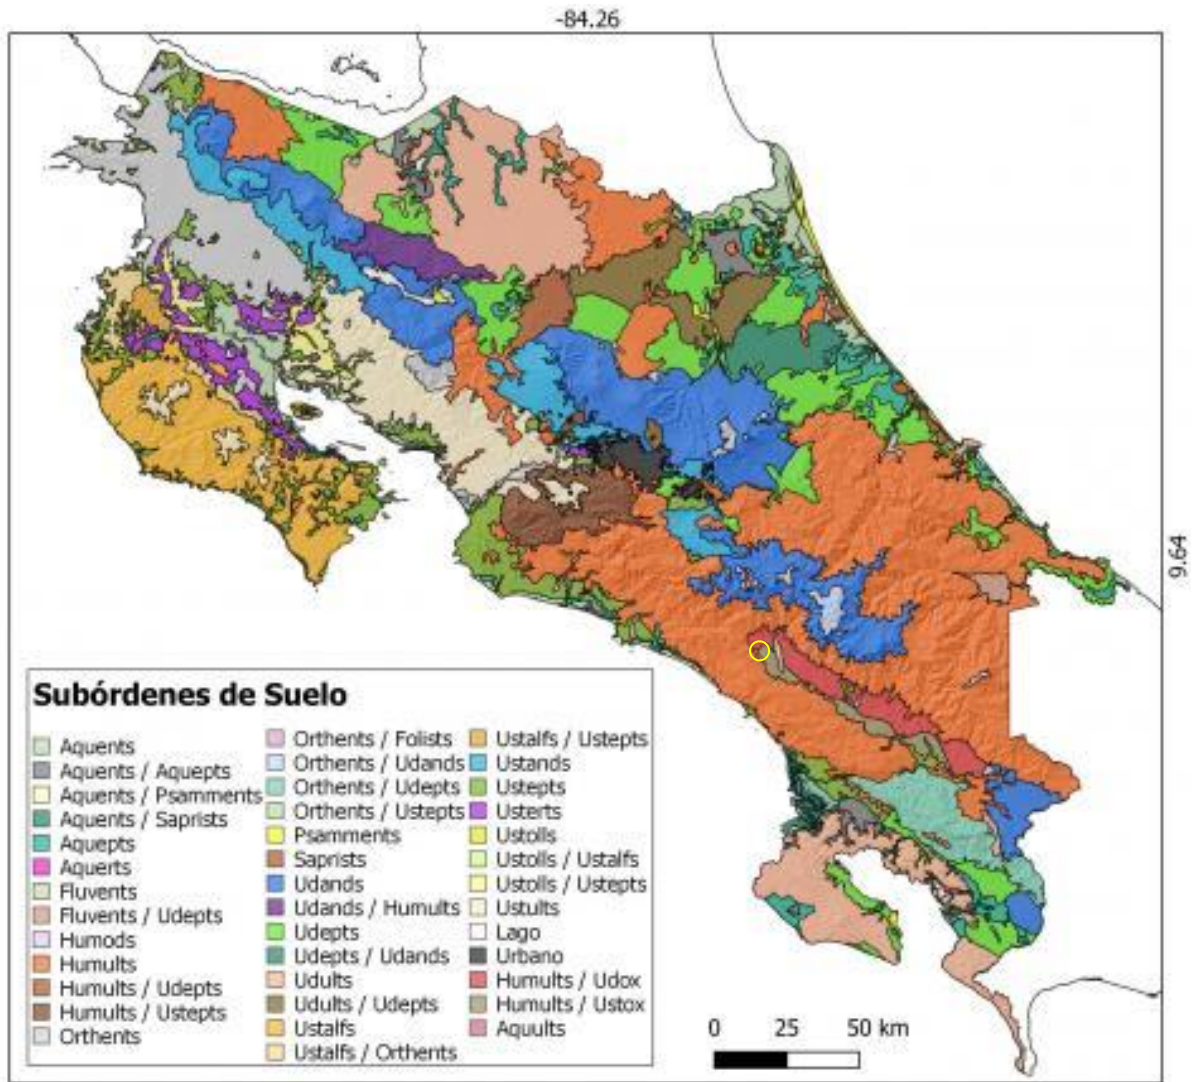 -84.26
9.64
Subórdenes de Suelo
Aquents
Aquents / Aquepts
Aquents / Psamments
Aquents / Saprists
Aquepts
Aquerts
Fluvents
Fluvents / Udepts
Humods
Humults
Humults / Udepts
Humults / Ustepts
Orthents
Orthents / Folists
Orthents / Udands
Orthents / Udepts
Orthents / Ustepts
Psamments
Saprists
Udands
Udands / Humults
Udepts
Udepts / Udands
Udults
Udults / Udepts
Ustalfs
Ustalfs / Orthents
Ustalfs / Ustepts
Ustands
Ustepts
Usterts
Ustolls
Ustolls / Ustalfs
Ustolls / Ustepts
Ustults
Lago
Urbano
Humults / Udox
Humults / Ustox
Aquults
0 25 50 km